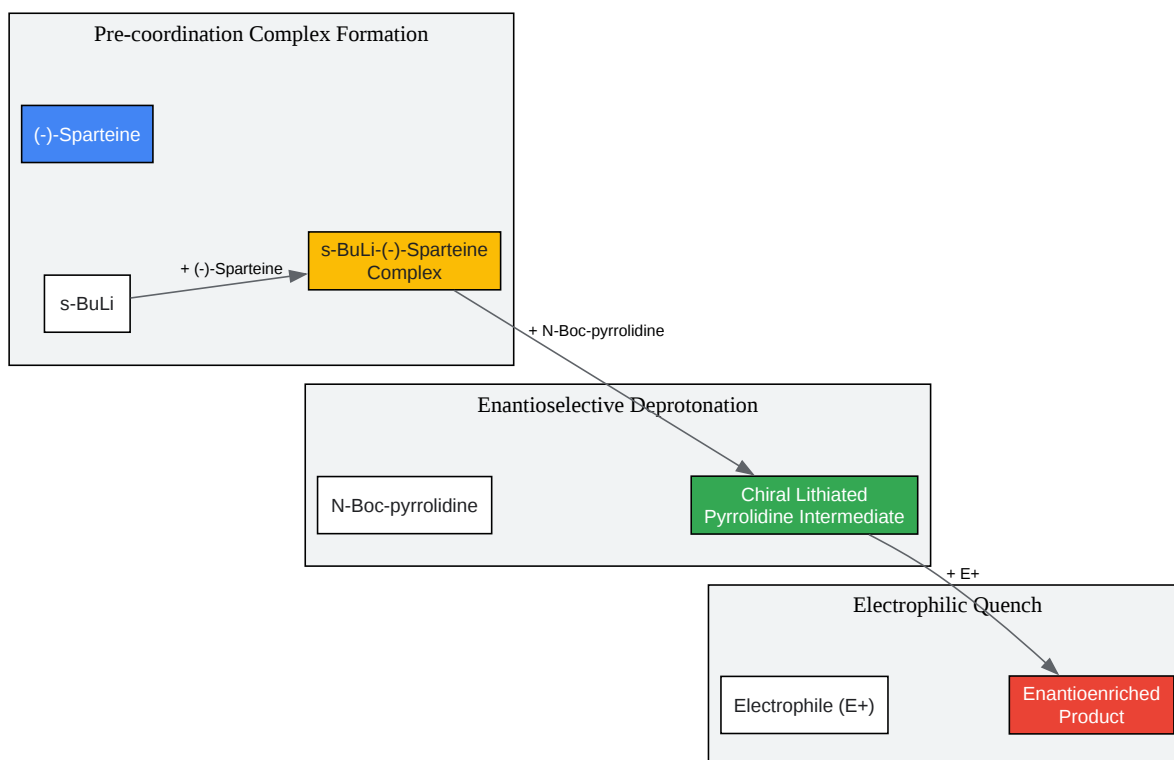 Pre-coordination Complex Formation
(-)-Sparteine
s-BuLi-(-)-Sparteine
Complex
+ (-)-Sparteine
s-BuLi
+ N-Boc-pyrrolidine
Enantioselective Deprotonation
N-Boc-pyrrolidine
Chiral Lithiated
Pyrrolidine Intermediate
+ E+
Electrophilic Quench
Electrophile (E+)
Enantioenriched
Product